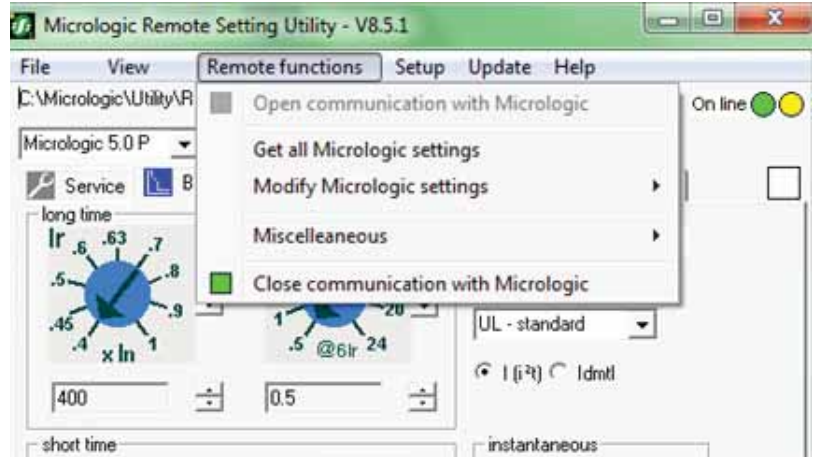 Micrologic Remote Setting Utility - V8.5.1
File View Remote functions Setup Update Help
C:\Micrologic\Utility\R
Open communication with Micrologic
On line
Micrologic 5.0 P
Get all Micrologic settings
Service B
Modify Micrologic settings
long time
Miscelleaneous
Close communication with Micrologic
Ir .4 .45 .5 .6 .63 .7 .8 .9 1
x In
.5 1 20 24
@6Ir
UL - standard
I (i²t) Idmtl
400
0.5
short time
instantaneous